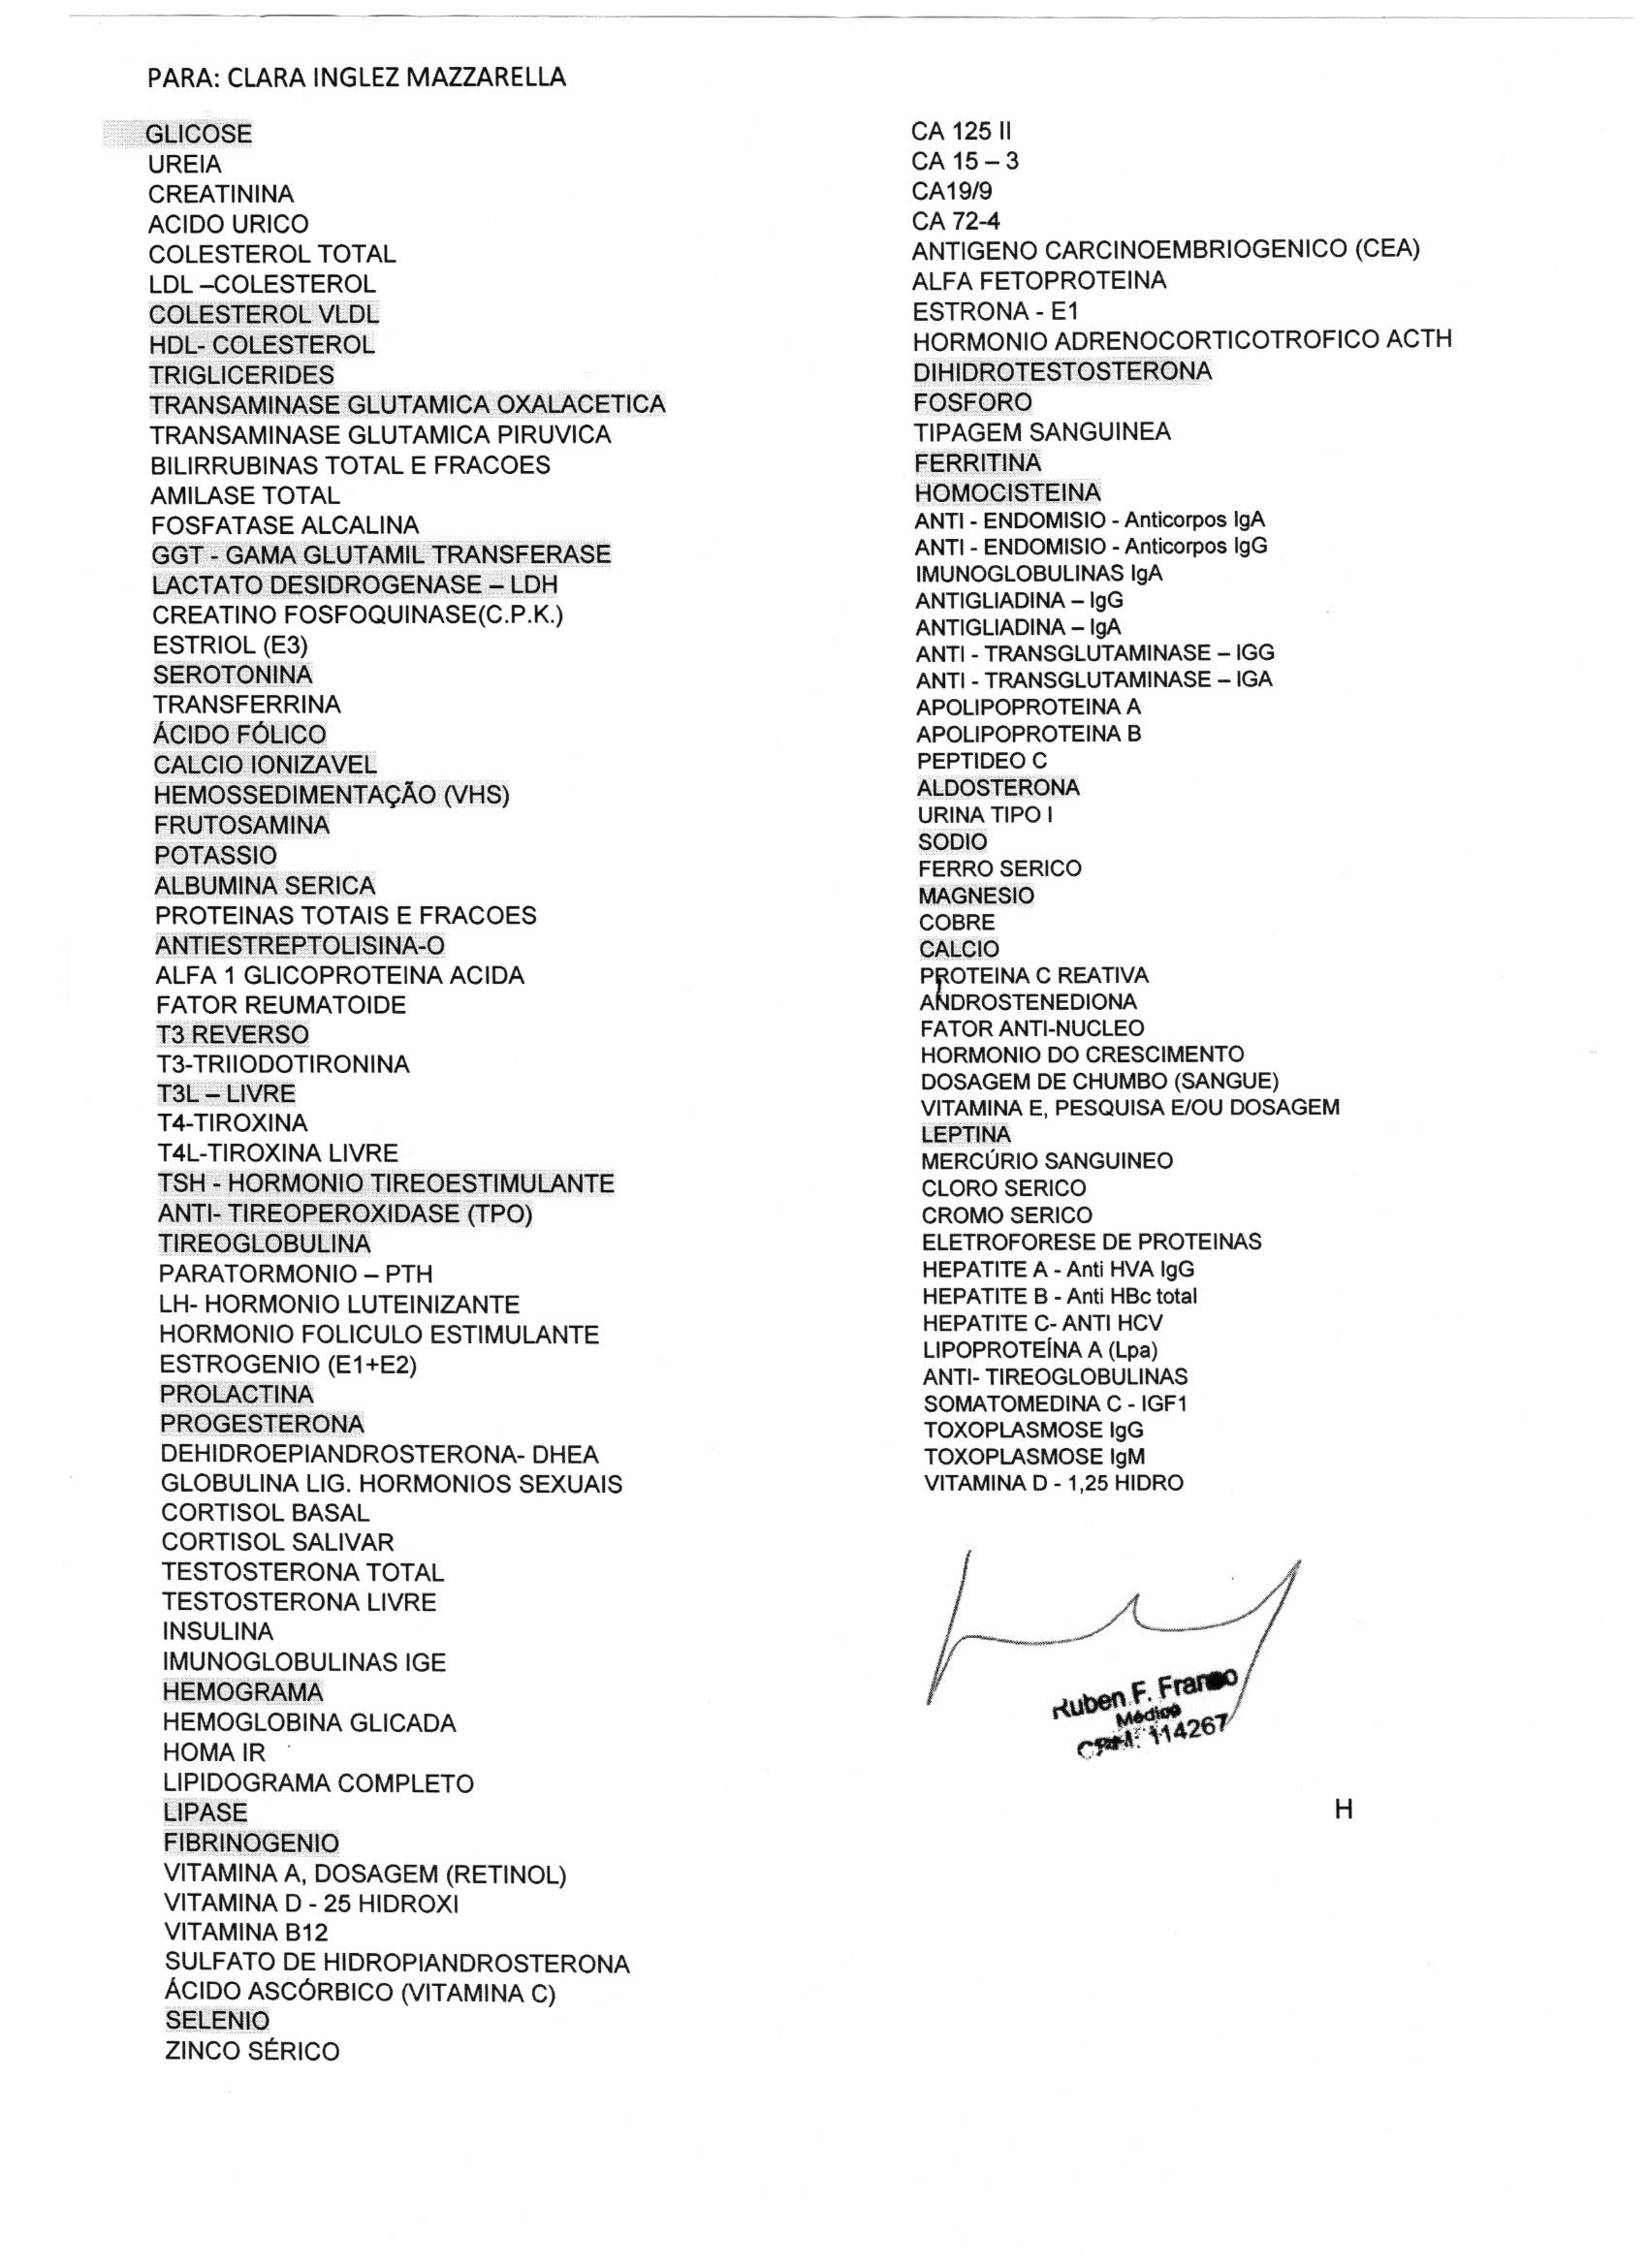 PARA: CLARA INGLEZ MAZZARELLA
GLICOSE
UREIA
CREATININA
ACIDO URICO
COLESTEROL TOTAL
LDL –COLESTEROL
COLESTEROL VLDL
HDL- COLESTEROL
TRIGLICERIDES
TRANSAMINASE GLUTAMICA OXALACETICA
TRANSAMINASE GLUTAMICA PIRUVICA
BILIRRUBINAS TOTAL E FRACOES
AMILASE TOTAL
FOSFATASE ALCALINA
GGT - GAMA GLUTAMIL TRANSFERASE
LACTATO DESIDROGENASE – LDH
CREATINO FOSFOQUINASE(C.P.K.)
ESTRIOL (E3)
SEROTONINA
TRANSFERRINA
ÁCIDO FÓLICO
CALCIO IONIZAVEL
HEMOSSEDIMENTAÇÃO (VHS)
FRUTOSAMINA
POTASSIO
ALBUMINA SERICA
PROTEINAS TOTAIS E FRACOES
ANTIESTREPTOLISINA-O
ALFA 1 GLICOPROTEINA ACIDA
FATOR REUMATOIDE
T3 REVERSO
T3-TRIIODOTIRONINA
T3L – LIVRE
T4-TIROXINA
T4L-TIROXINA LIVRE
TSH - HORMONIO TIREOESTIMULANTE
ANTI- TIREOPEROXIDASE (TPO)
TIREOGLOBULINA
PARATORMONIO – PTH
LH- HORMONIO LUTEINIZANTE
HORMONIO FOLICULO ESTIMULANTE
ESTROGENIO (E1+E2)
PROLACTINA
PROGESTERONA
DEHIDROEPIANDROSTERONA- DHEA
GLOBULINA LIG. HORMONIOS SEXUAIS
CORTISOL BASAL
CORTISOL SALIVAR
TESTOSTERONA TOTAL
TESTOSTERONA LIVRE
INSULINA
IMUNOGLOBULINAS IGE
HEMOGRAMA
HEMOGLOBINA GLICADA
HOMA IR
LIPIDOGRAMA COMPLETO
LIPASE
FIBRINOGENIO
VITAMINA A, DOSAGEM (RETINOL)
VITAMINA D - 25 HIDROXI
VITAMINA B12
SULFATO DE HIDROPIANDROSTERONA
ÁCIDO ASCÓRBICO (VITAMINA C)
SELENIO
ZINCO SÉRICO
CA 125 II
CA 15 – 3
CA19/9
CA 72-4
ANTIGENO CARCINOEMBRIOGENICO (CEA)
ALFA FETOPROTEINA
ESTRONA - E1
HORMONIO ADRENOCORTICOTROFICO ACTH
DIHIDROTESTOSTERONA
FOSFORO
TIPAGEM SANGUINEA
FERRITINA
HOMOCISTEINA
ANTI - ENDOMISIO - Anticorpos IgA
ANTI - ENDOMISIO - Anticorpos IgG
IMUNOGLOBULINAS IgA
ANTIGLIADINA – IgG
ANTIGLIADINA – IgA
ANTI - TRANSGLUTAMINASE – IGG
ANTI - TRANSGLUTAMINASE – IGA
APOLIPOPROTEINA A
APOLIPOPROTEINA B
PEPTIDEO C
ALDOSTERONA
URINA TIPO I
SODIO
FERRO SERICO
MAGNESIO
COBRE
CALCIO
PROTEINA C REATIVA
ANDROSTENEDIONA
FATOR ANTI-NUCLEO
HORMONIO DO CRESCIMENTO
DOSAGEM DE CHUMBO (SANGUE)
VITAMINA E, PESQUISA E/OU DOSAGEM
LEPTINA
MERCÚRIO SANGUINEO
CLORO SERICO
CROMO SERICO
ELETROFORESE DE PROTEINAS
HEPATITE A - Anti HVA IgG
HEPATITE B - Anti HBc total
HEPATITE C- ANTI HCV
LIPOPROTEÍNA A (Lpa)
ANTI- TIREOGLOBULINAS
SOMATOMEDINA C - IGF1
TOXOPLASMOSE IgG
TOXOPLASMOSE IgM
VITAMINA D - 1,25 HIDRO
Ruben F. Franco
Médico
CRM: 114267
H